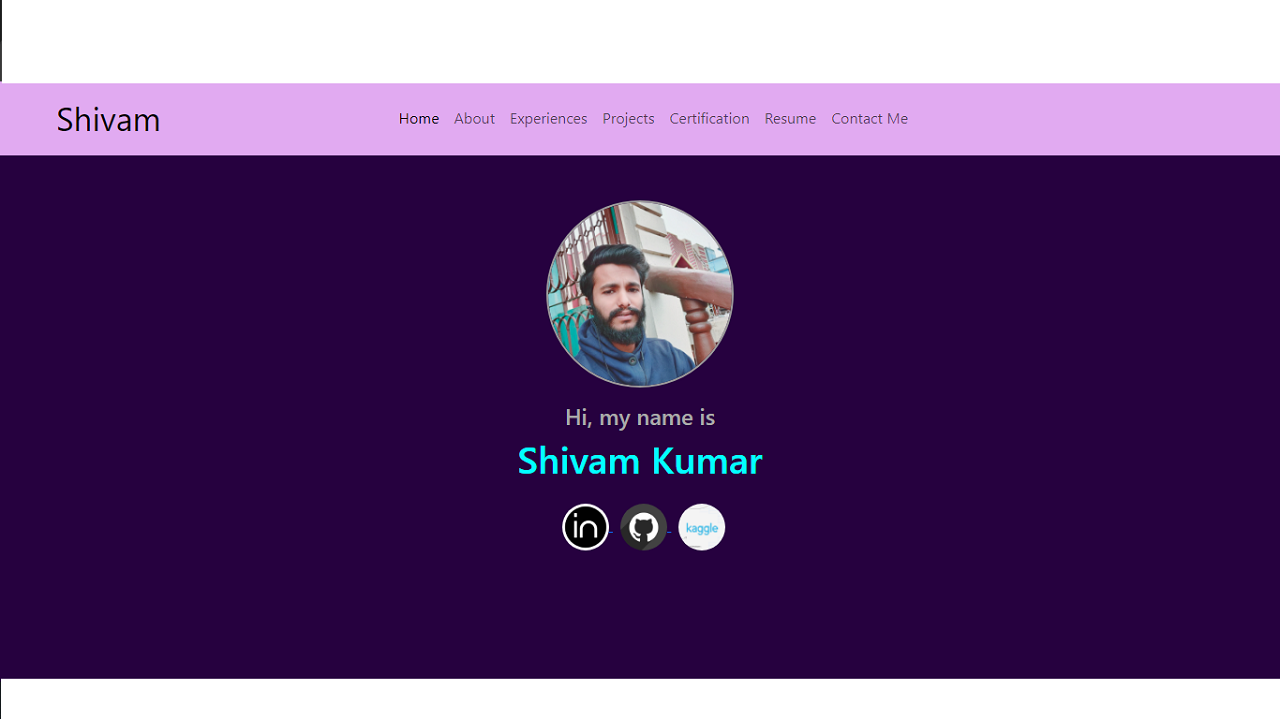 Shivam
Home About Experiences Projects Certification Resume Contact Me
Hi, my name is
Shivam Kumar
in kaggle